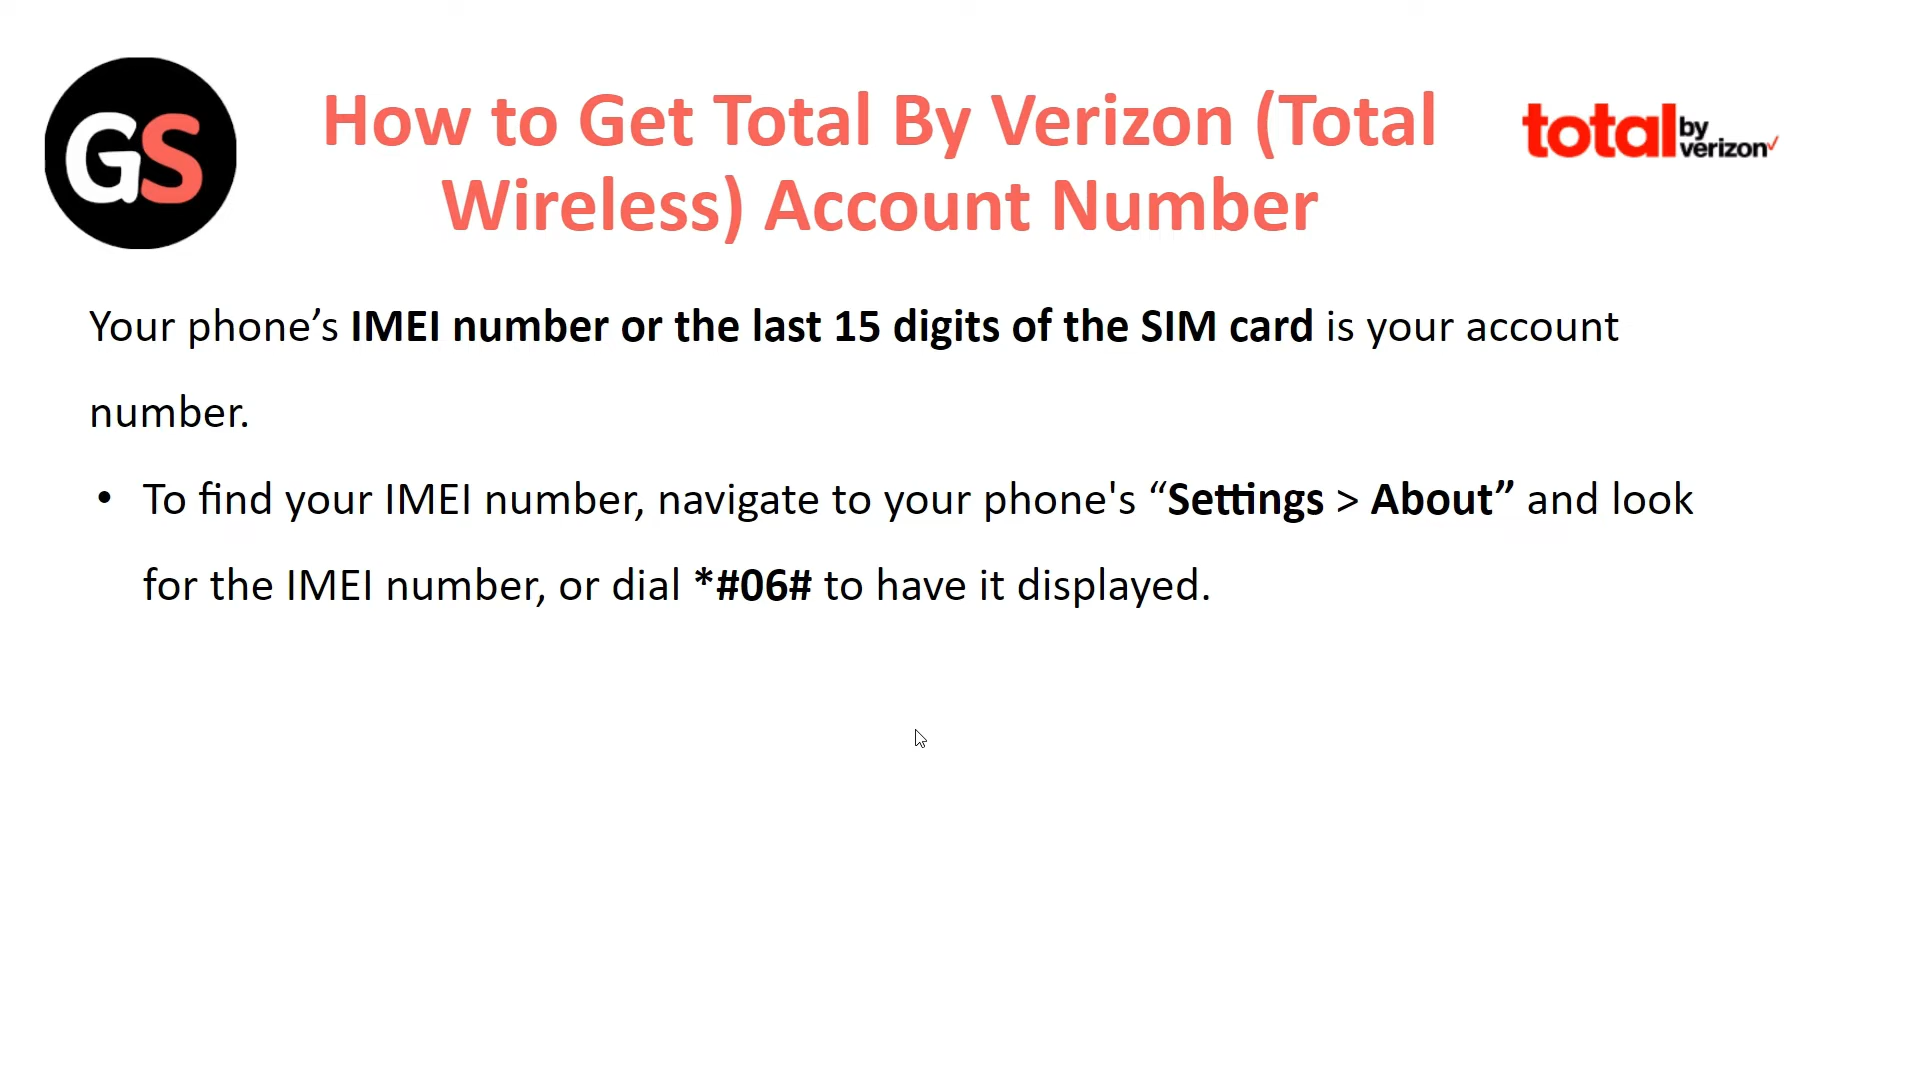 GS
How to Get Total By Verizon (Total
Wireless) Account Number
total by verizon✓
Your phone’s IMEI number or the last 15 digits of the SIM card is your account
number.
• To find your IMEI number, navigate to your phone's “Settings > About” and look
for the IMEI number, or dial *#06# to have it displayed.